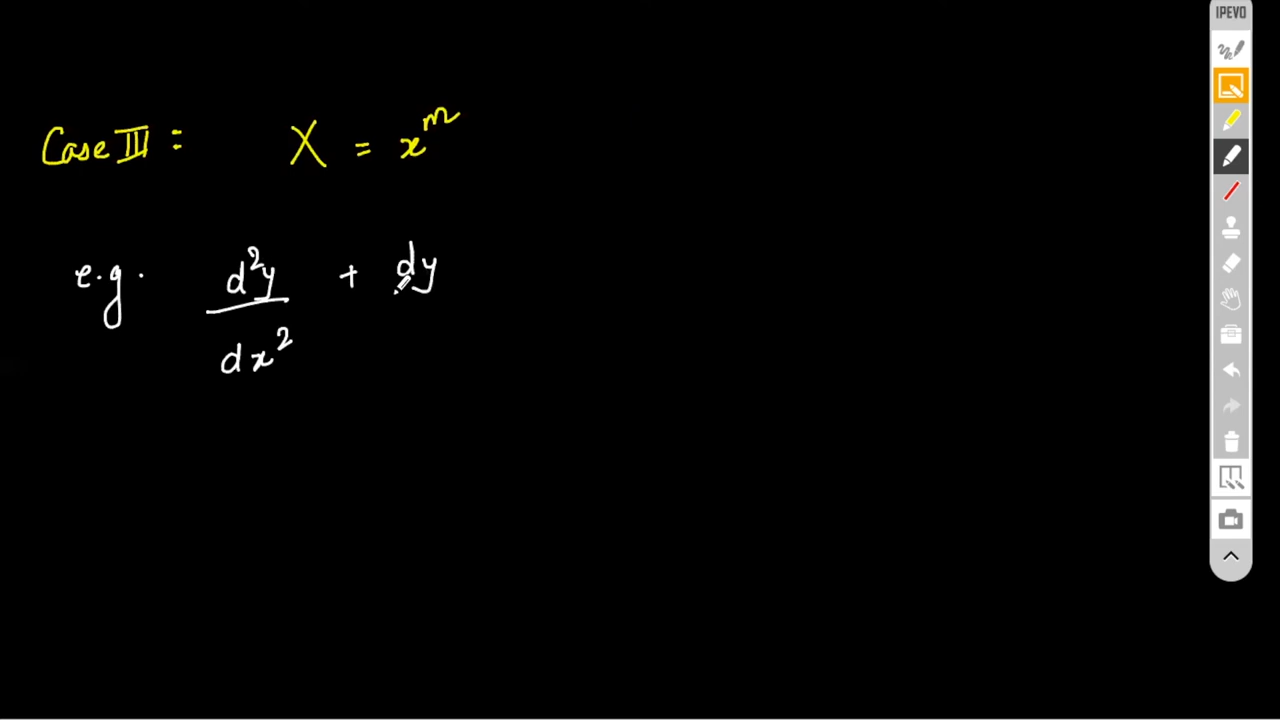 IPEVO
Case III : X = x^m
e.g. d²y/dx² + dy